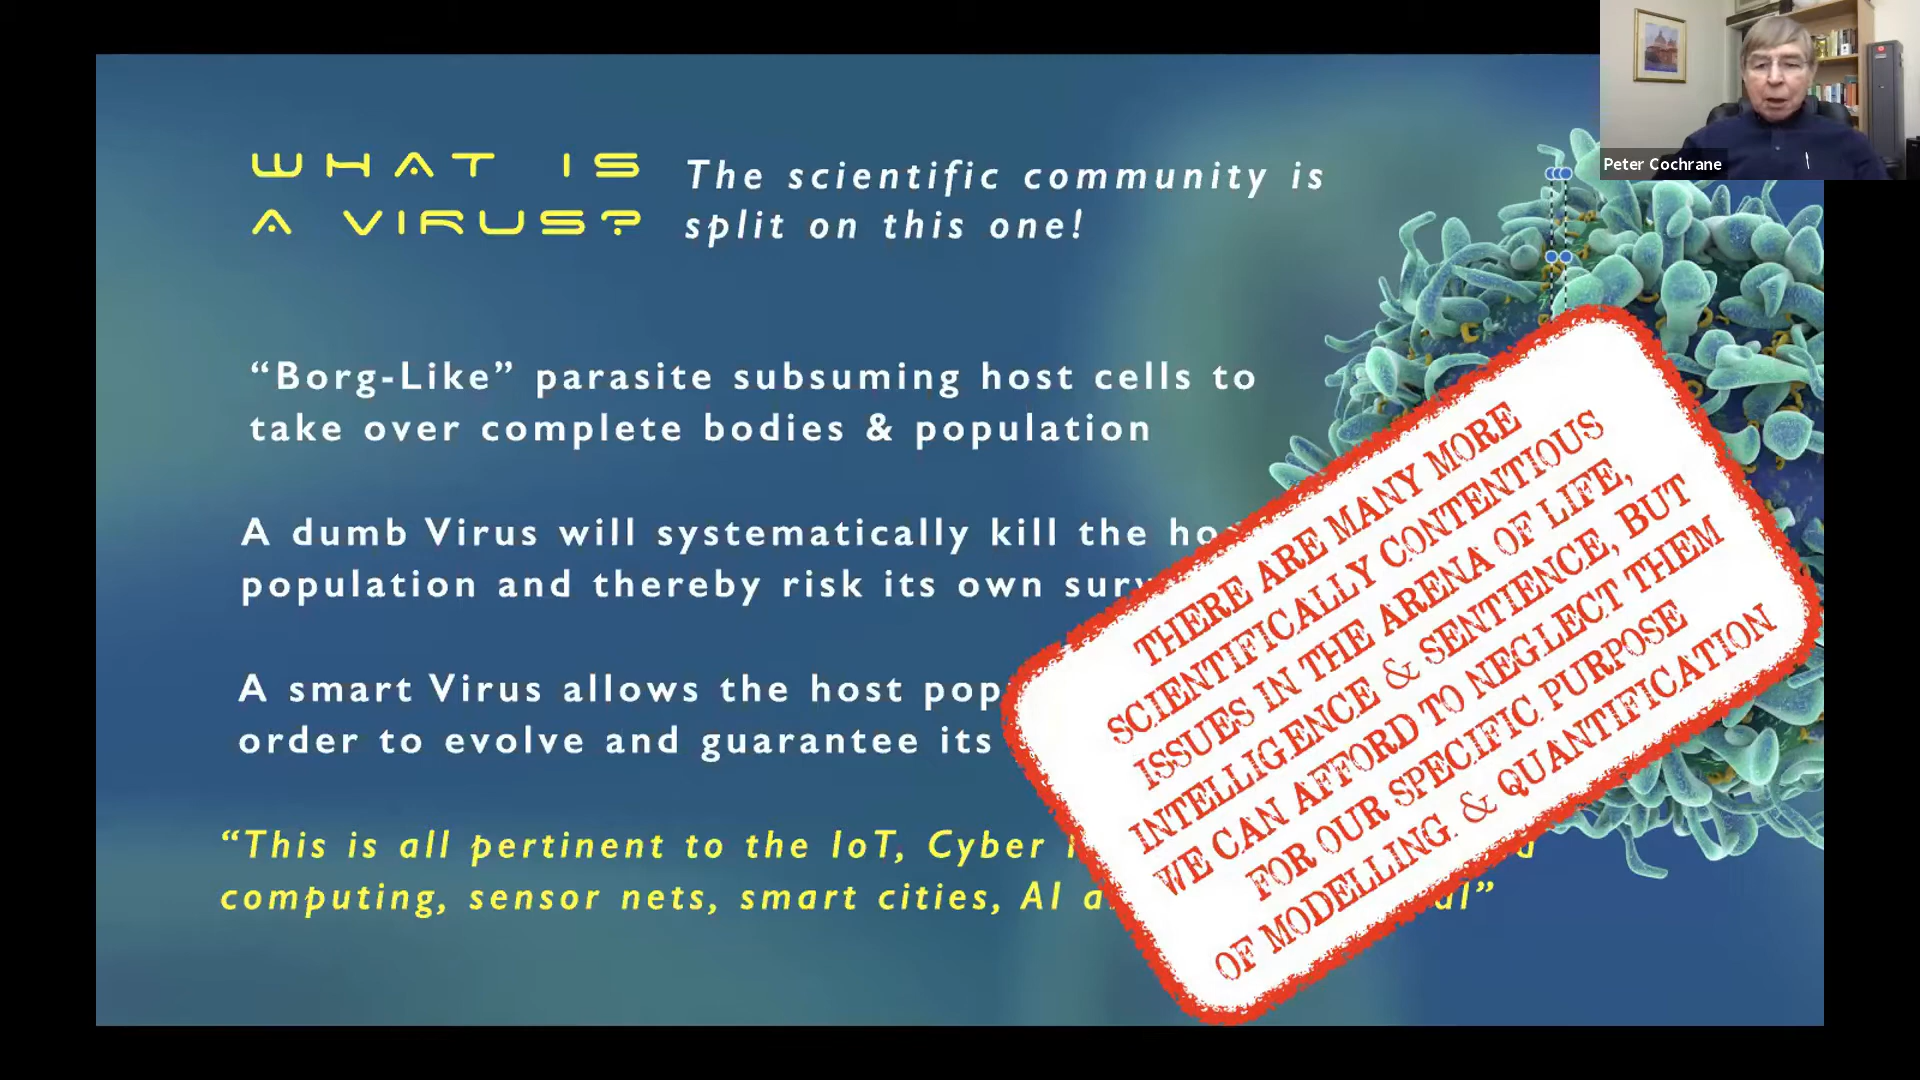 Peter Cochrane
WHAT IS
A VIRUS?
The scientific community is
split on this one!
“Borg-Like” parasite subsuming host cells to
take over complete bodies & population
A dumb Virus will systematically kill the
population and thereby risk its own
A smart Virus allows the host
order to evolve and guarantee its
“This is all pertinent to the IoT, Cyber
computing, sensor nets, smart cities, AI
THERE ARE MANY MORE
SCIENTIFICALLY CONTENTIOUS
ISSUES IN THE ARENA OF LIFE,
INTELLIGENCE & SENTIENCE, BUT
WE CAN AFFORD TO NEGLECT THEM
FOR OUR SPECIFIC PURPOSE
OF MODELLING. & QUANTIFICATION